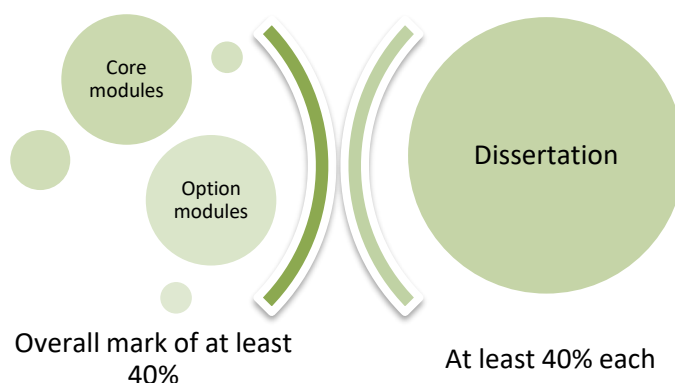 Core
modules
Option
modules
Dissertation
Overall mark of at least
40%
At least 40% each